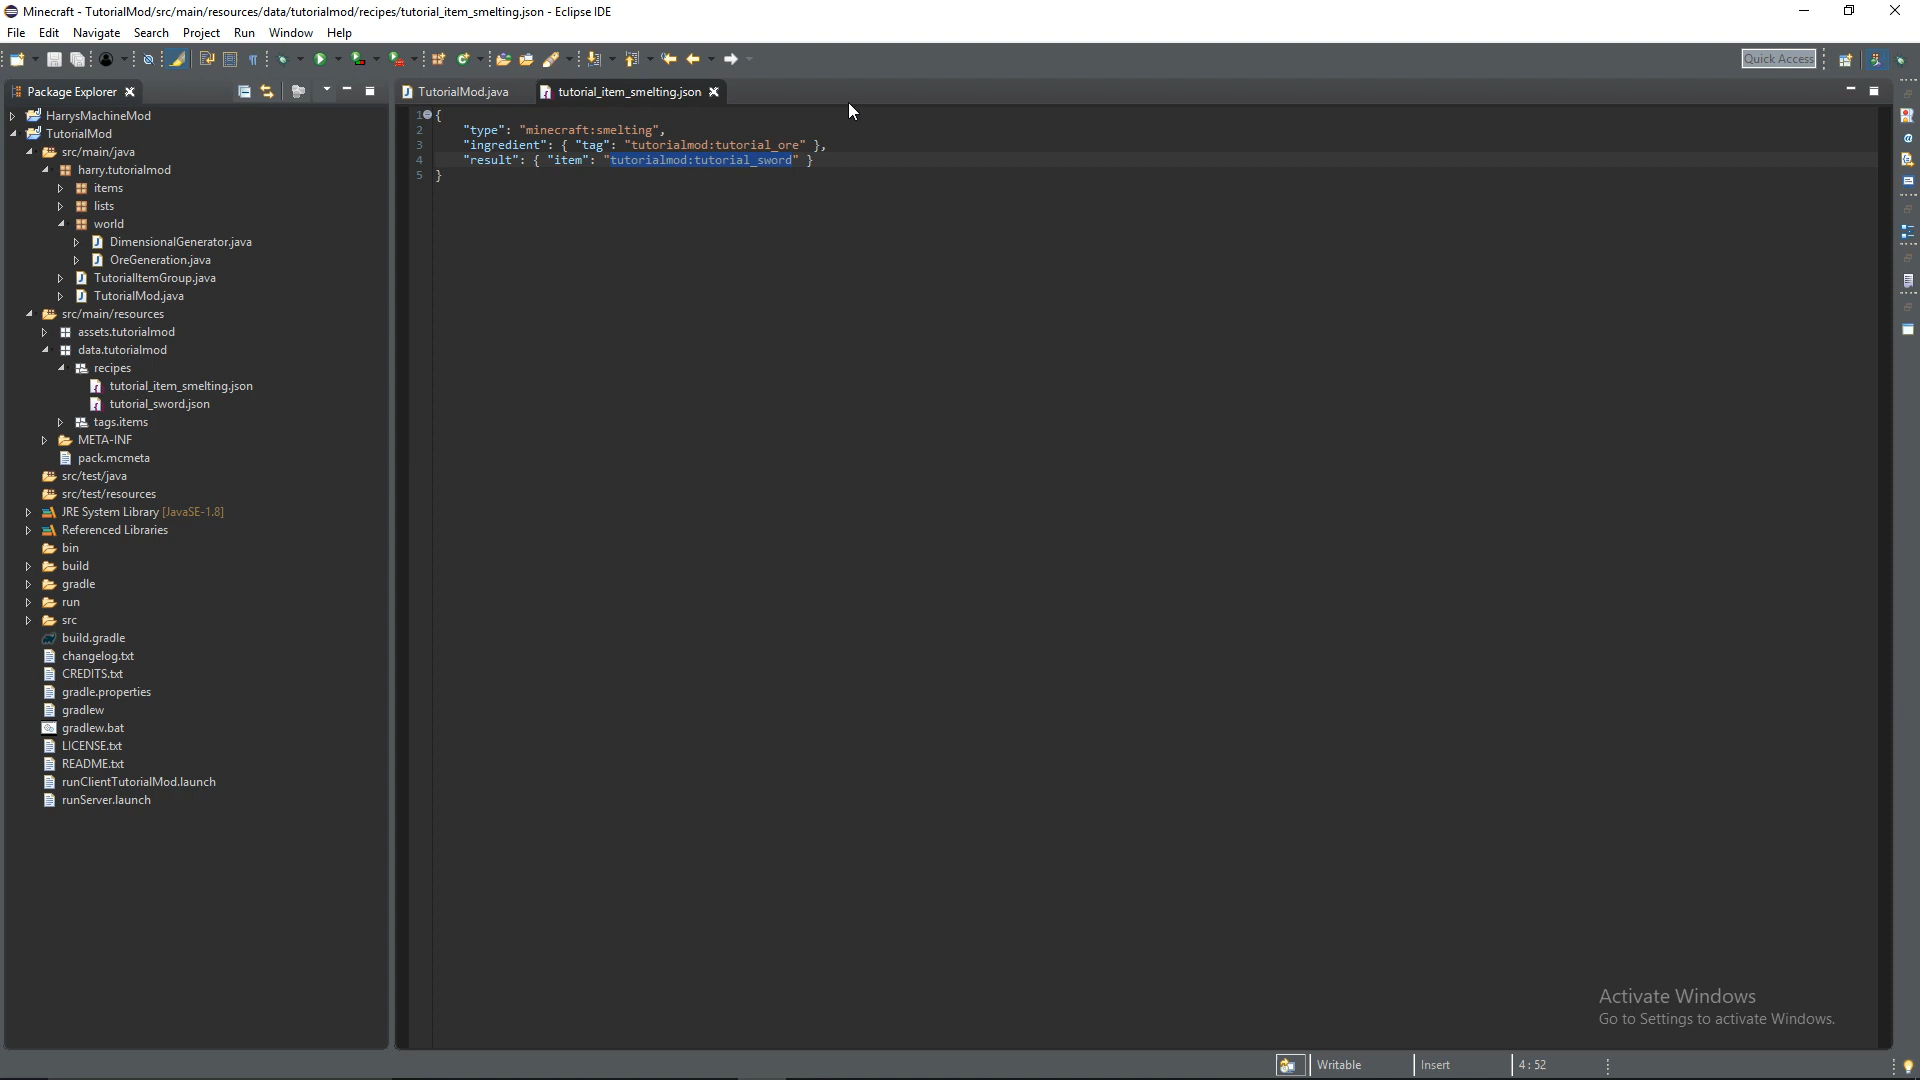 Minecraft - TutorialMod/src/main/resources/data/tutorialmod/recipes/tutorial_item_smelting.json - Eclipse IDE
File Edit Navigate Search Project Run Window Help
Quick Access
Package Explorer
TutorialMod.java
tutorial_item_smelting.json
HarrysMachineMod
TutorialMod
src/main/java
harry.tutorialmod
items
lists
world
DimensionalGenerator.java
OreGeneration.java
TutorialItemGroup.java
TutorialMod.java
src/main/resources
assets.tutorialmod
data.tutorialmod
recipes
tutorial_item_smelting.json
tutorial_sword.json
tags.items
META-INF
pack.mcmeta
src/test/java
src/test/resources
JRE System Library [JavaSE-1.8]
Referenced Libraries
bin
build
gradle
run
src
build.gradle
changelog.txt
CREDITS.txt
gradle.properties
gradlew
gradlew.bat
LICENSE.txt
README.txt
runClientTutorialMod.launch
runServer.launch
1 {
2 "type": "minecraft:smelting",
3 "ingredient": { "tag": "tutorialmod:tutorial_ore" },
4 "result": { "item": "tutorialmod:tutorial_sword" }
5 }
Activate Windows
Go to Settings to activate Windows.
Writable Insert 4:52